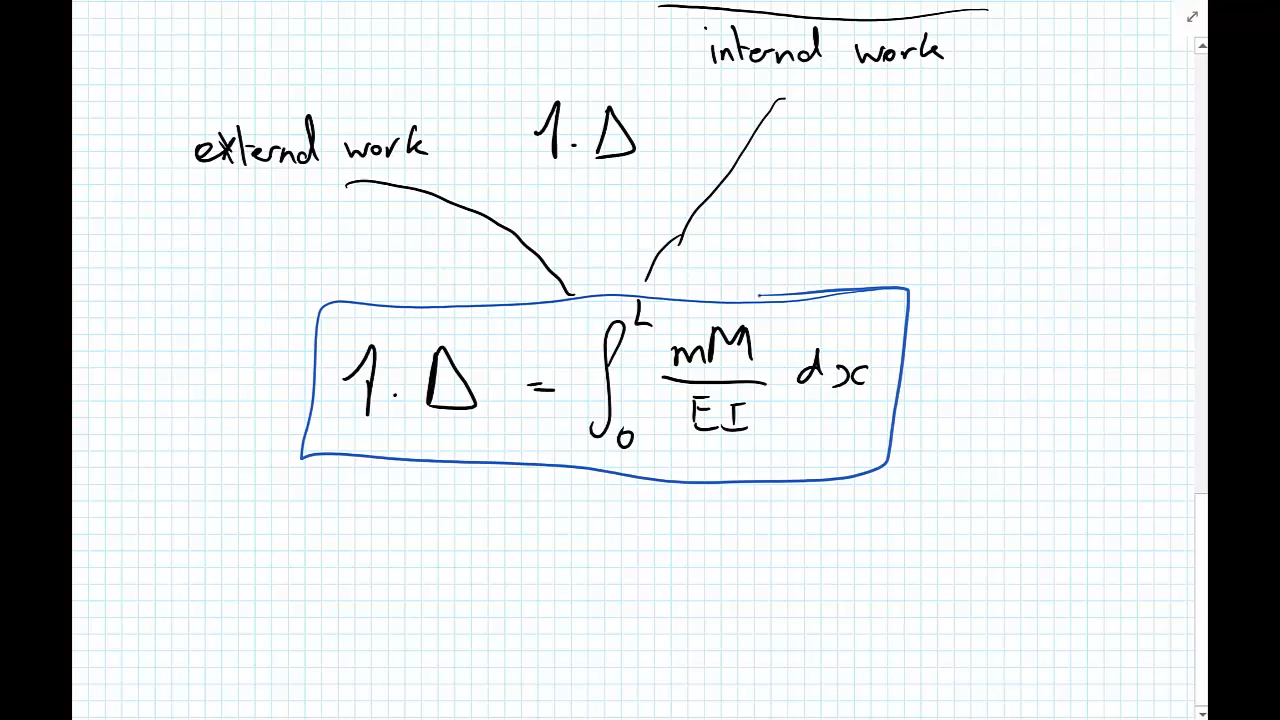 internal work
external work 1. Δ
1. Δ = ∫₀ᴸ mM/EI dx